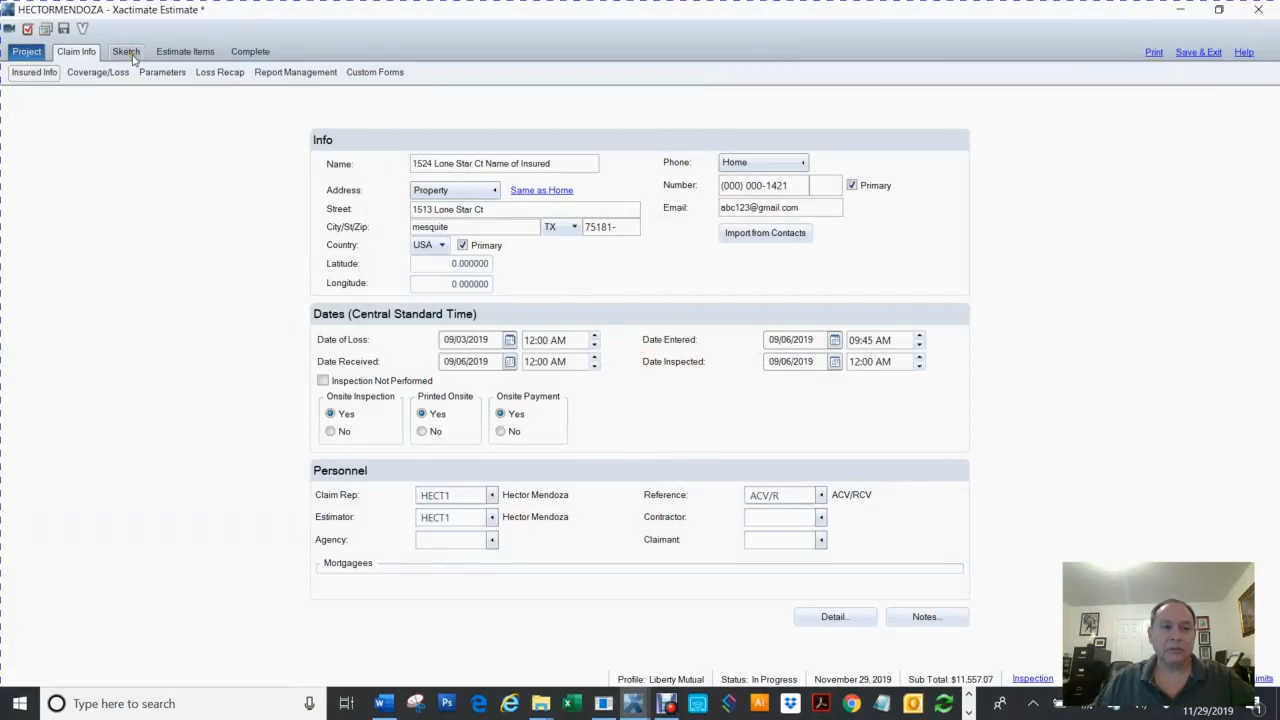 HECTORMENDOZA - Xactimate Estimate *
Project Claim Info Sketch Estimate Items Complete Print Save & Exit Help
Insured Info Coverage/Loss Parameters Loss Recap Report Management Custom Forms
Info
Name: 1524 Lone Star Ct Name of Insured Phone: Home
Address: Property Same as Home Number: (000) 000-1421 Primary
Street: 1513 Lone Star Ct Email: abc123@gmail.com
City/St/Zip: mesquite TX 75181-
Import from Contacts
Country: USA Primary
Latitude: 0.000000
Longitude: 0.000000
Dates (Central Standard Time)
Date of Loss: 09/03/2019 12:00 AM Date Entered: 09/06/2019 09:45 AM
Date Received: 09/06/2019 12:00 AM Date Inspected: 09/06/2019 12:00 AM
Inspection Not Performed
Onsite Inspection Printed Onsite Onsite Payment
Yes Yes Yes
No No No
Personnel
Claim Rep: HECT1 Hector Mendoza Reference: ACV/R ACV/RCV
Estimator: HECT1 Hector Mendoza Contractor:
Agency: Claimant:
Mortgagees
Detail... Notes...
Profile: Liberty Mutual Status: In Progress November 29, 2019 Sub Total: $11,557.07 Inspection imits
Type here to search
11/29/2019